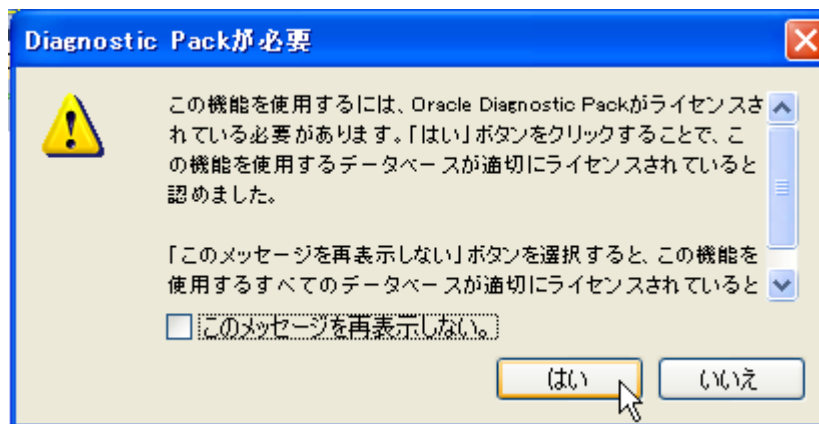 Diagnostic Packが必要
この機能を使用するには、Oracle Diagnostic Packがライセンスさ
れている必要があります。「はい」ボタンをクリックすることで、こ
の機能を使用するデータベースが適切にライセンスされていると
認めました。
「このメッセージを再表示しない」ボタンを選択すると、この機能を
使用するすべてのデータベースが適切にライセンスされていると
このメッセージを再表示しない。
はい
いいえ